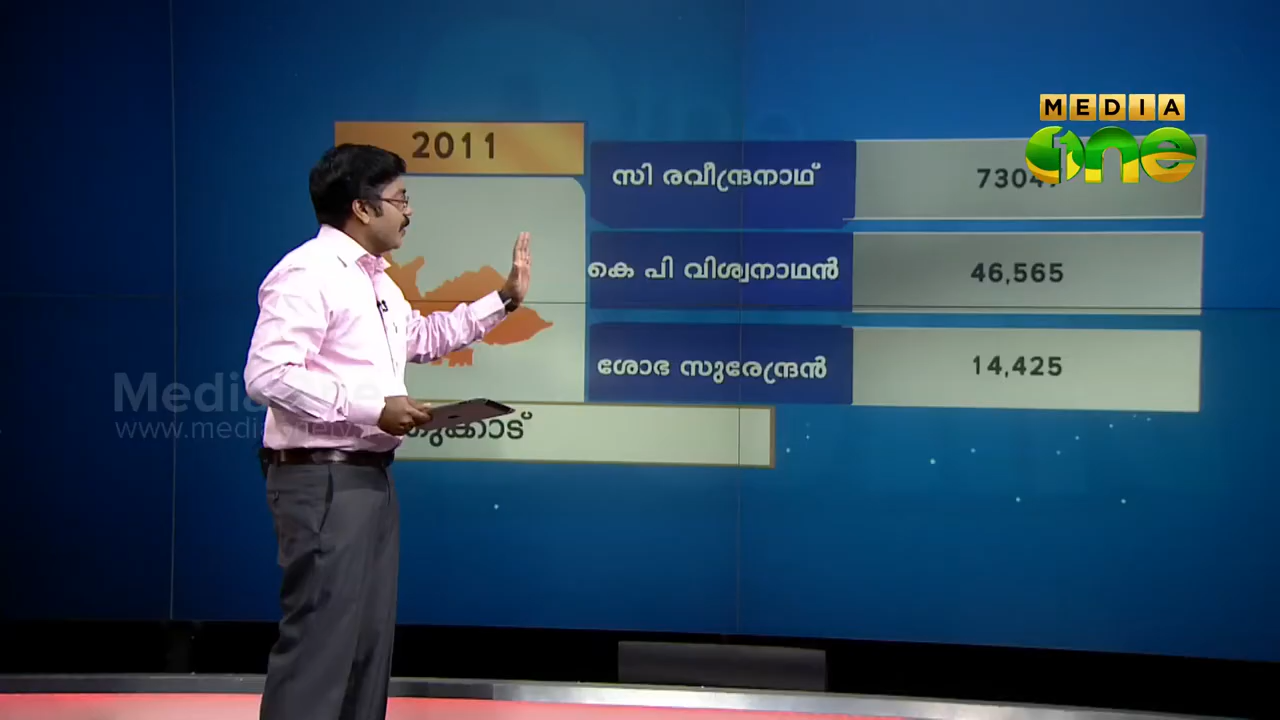 MEDIA
one
2011
സി രവീന്ദ്രനാഥ്
കെ പി വിശ്വനാഥൻ
46,565
ശോഭ സുരേന്ദ്രൻ
14,425